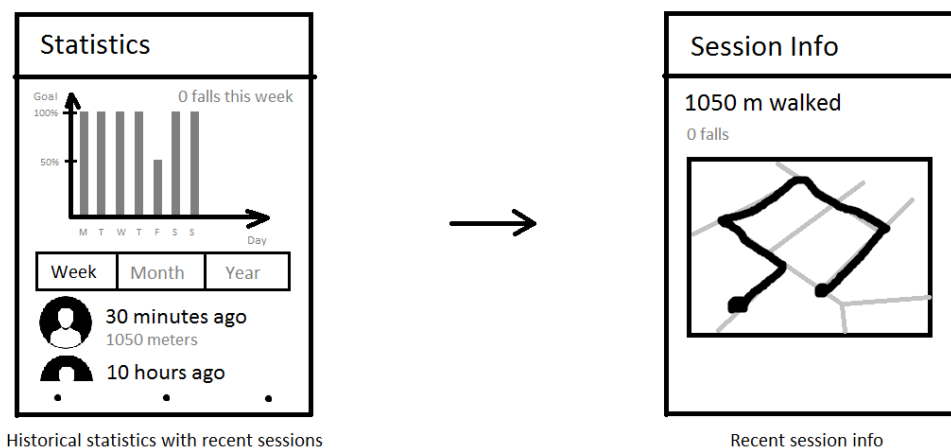 Statistics
Goal
0 falls this week
100%
50%
M T W T F S S
Day
Week Month Year
30 minutes ago
1050 meters
10 hours ago
Historical statistics with recent sessions
Session Info
1050 m walked
0 falls
Recent session info